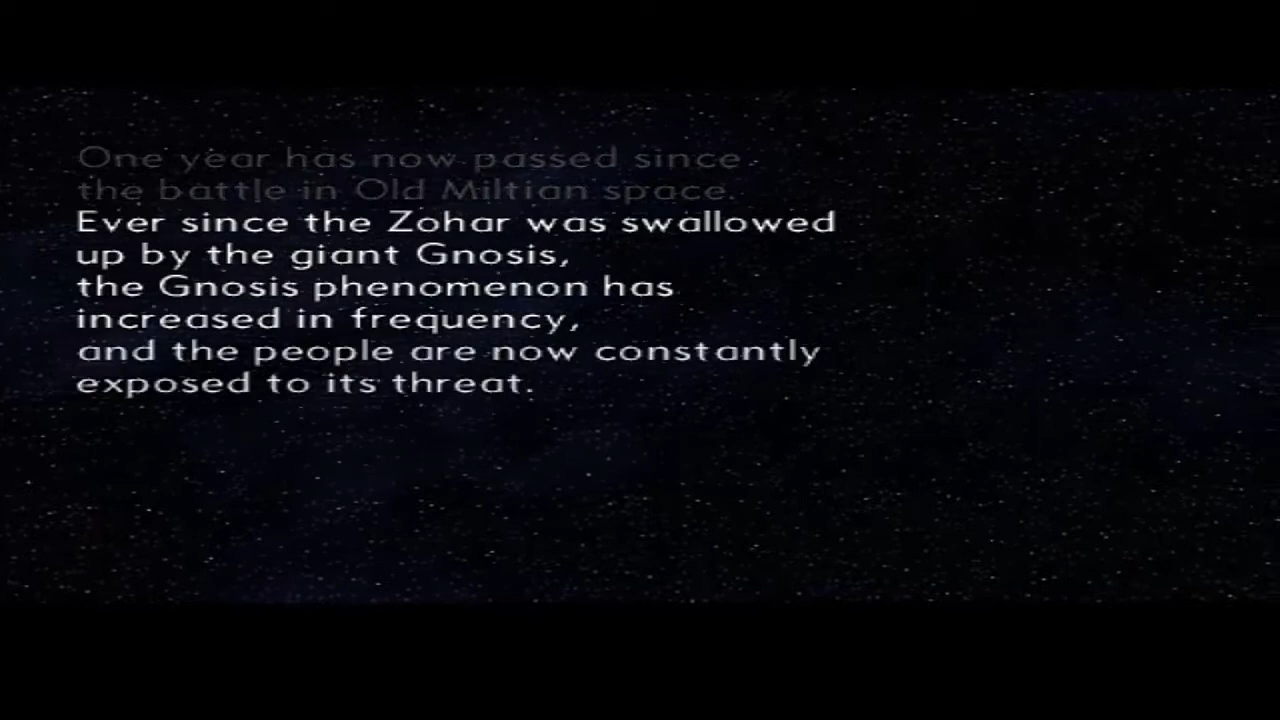 One year has now passed since
the battle in Old Miltian space.
Ever since the Zohar was swallowed
up by the giant Gnosis,
the Gnosis phenomenon has
increased in frequency,
and the people are now constantly
exposed to its threat.